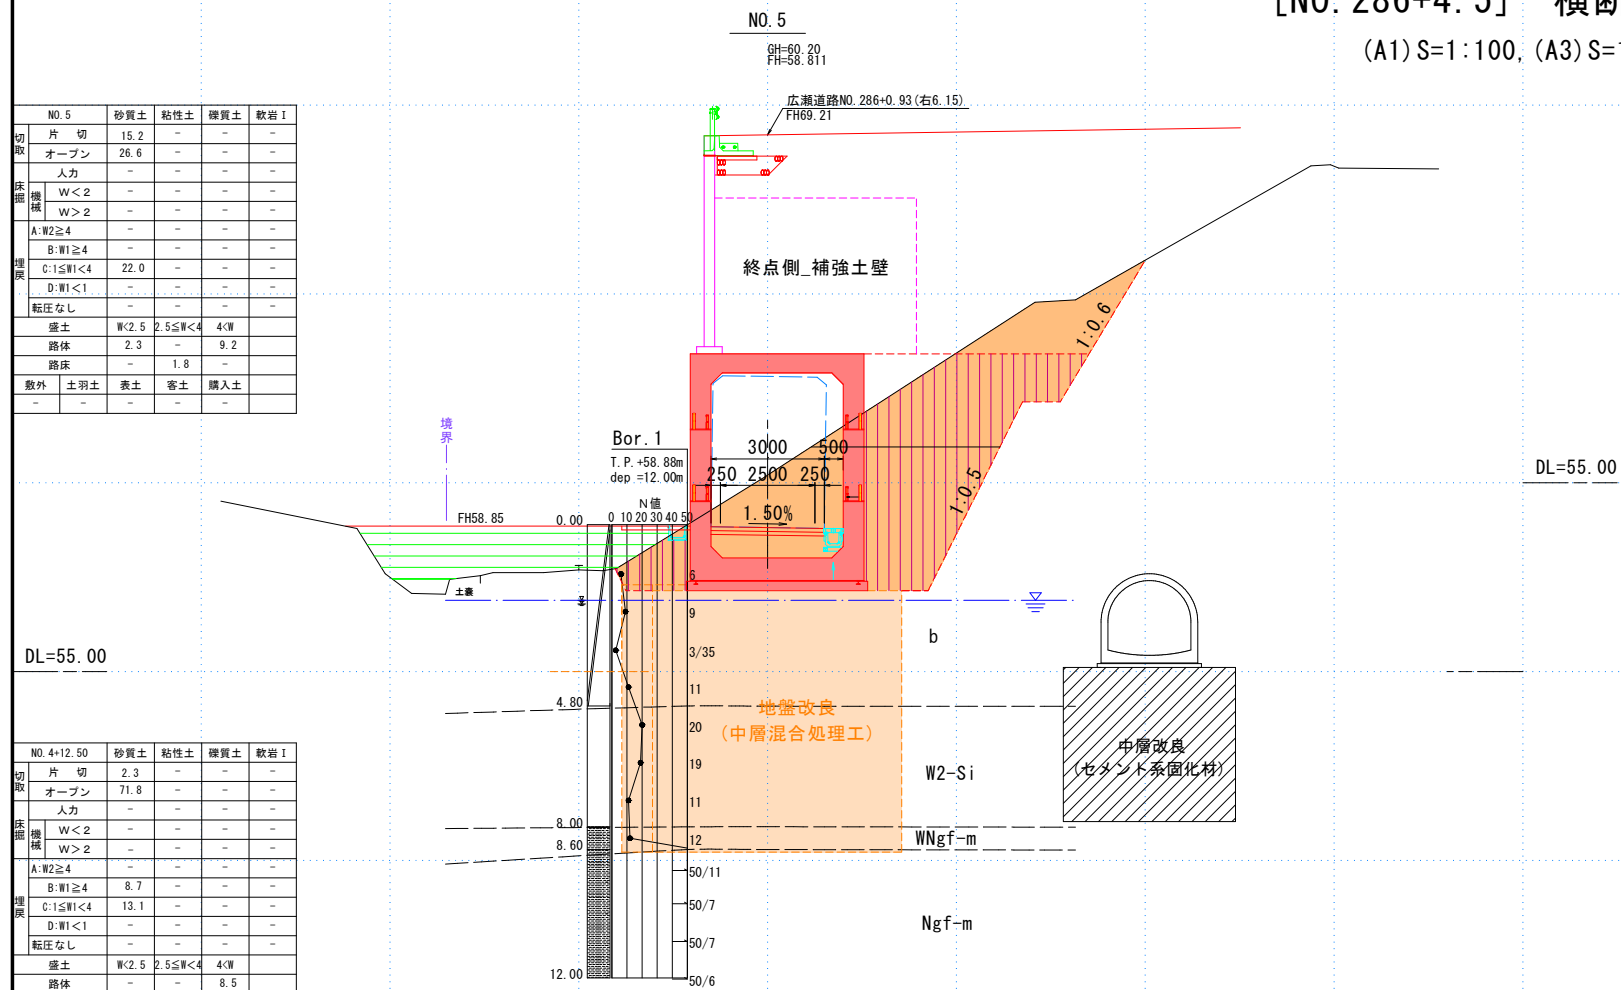 [NO.286+4.5] 横断
(A1)S=1:100,(A3)S=1
NO.5
GH=60.20
FH=58.811
広瀬道路NO.286+0.93(右6.15)
FH69.21
NO.5 砂質土 粘性土 礫質土 軟岩Ⅰ
切取 片 切 15.2 - - -
オープン 26.6 - - -
床掘 人力 - - - -
機械 W<2 - - - -
W>2 - - - -
埋戻 A:W2≧4 - - - -
B:W1≧4 - - - -
C:1≦W1<4 22.0 - - -
D:W1<1 - - - -
転圧なし - - - -
盛土 W<2.5 2.5≦W<4 4<W
路体 2.3 - 9.2
路床 - 1.8 -
敷外 土羽土 表土 客土 購入土
- - - - -
終点側_補強土壁
1:0.6
1:0.5
境界
Bor.1
T.P.+58.88m
dep =12.00m
N値
0 10 20 30 40 50
3000 500
250 2500 250
1.50%
FH58.85
土嚢
DL=55.00
DL=55.00
0.00
4.80
8.00
8.60
12.00
6
9
3/35
11
20
19
11
12
50/11
50/7
50/7
50/6
地盤改良
(中層混合処理工)
b
W2-Si
WNgf-m
Ngf-m
中層改良
(セメント系固化材)
NO.4+12.50 砂質土 粘性土 礫質土 軟岩Ⅰ
切取 片 切 2.3 - - -
オープン 71.8 - - -
床掘 人力 - - - -
機械 W<2 - - - -
W>2 - - - -
埋戻 A:W2≧4 - - - -
B:W1≧4 8.7 - - -
C:1≦W1<4 13.1 - - -
D:W1<1 - - - -
転圧なし - - - -
盛土 W<2.5 2.5≦W<4 4<W
路体 - - 8.5